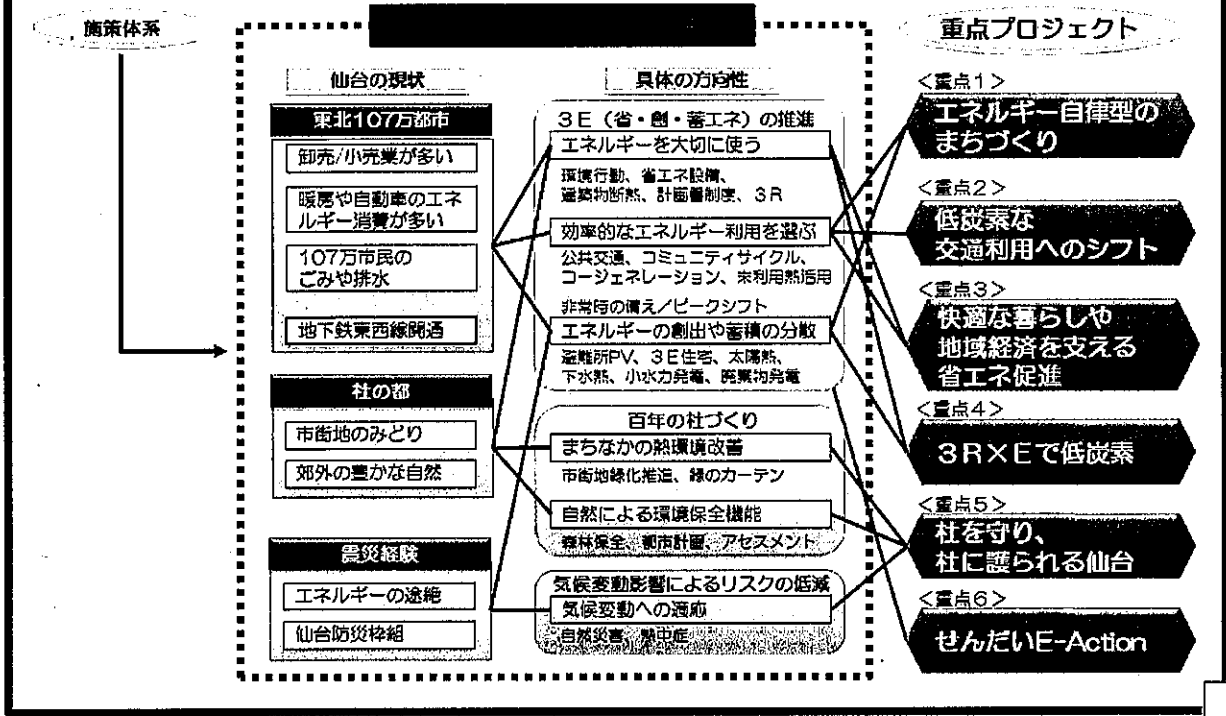 施策体系
仙台の現状
東北107万都市
卸売/小売業が多い
暖房や自動車のエネ
ルギー消費が多い
107万市民の
ごみや排水
地下鉄東西線開通
杜の都
市街地のみどり
郊外の豊かな自然
震災経験
エネルギーの途絶
仙台防災枠組
具体の方向性
3E(省・創・蓄エネ)の推進
エネルギーを大切に使う
環境行動、省エネ設備、
建築物断熱、計画書制度、3R
効率的なエネルギー利用を選ぶ
公共交通、コミュニティサイクル、
コージェネレーション、未利用熱活用
非常時の備え/ピークシフト
エネルギーの創出や蓄積の分散
避難所PV、3E住宅、太陽熱、
下水熱、小水力発電、廃棄物発電
百年の杜づくり
まちなかの熱環境改善
市街地緑化推進、緑のカーテン
自然による環境保全機能
森林保全、都市計画、アセスメント
気候変動影響によるリスクの低減
気候変動への適応
自然災害、熱中症
重点プロジェクト
<重点1>
エネルギー自律型の
まちづくり
<重点2>
低炭素な
交通利用へのシフト
<重点3>
快適な暮らしや
地域経済を支える
省エネ促進
<重点4>
3R×Eで低炭素
<重点5>
杜を守り、
杜に護られる仙台
<重点6>
せんだいE-Action